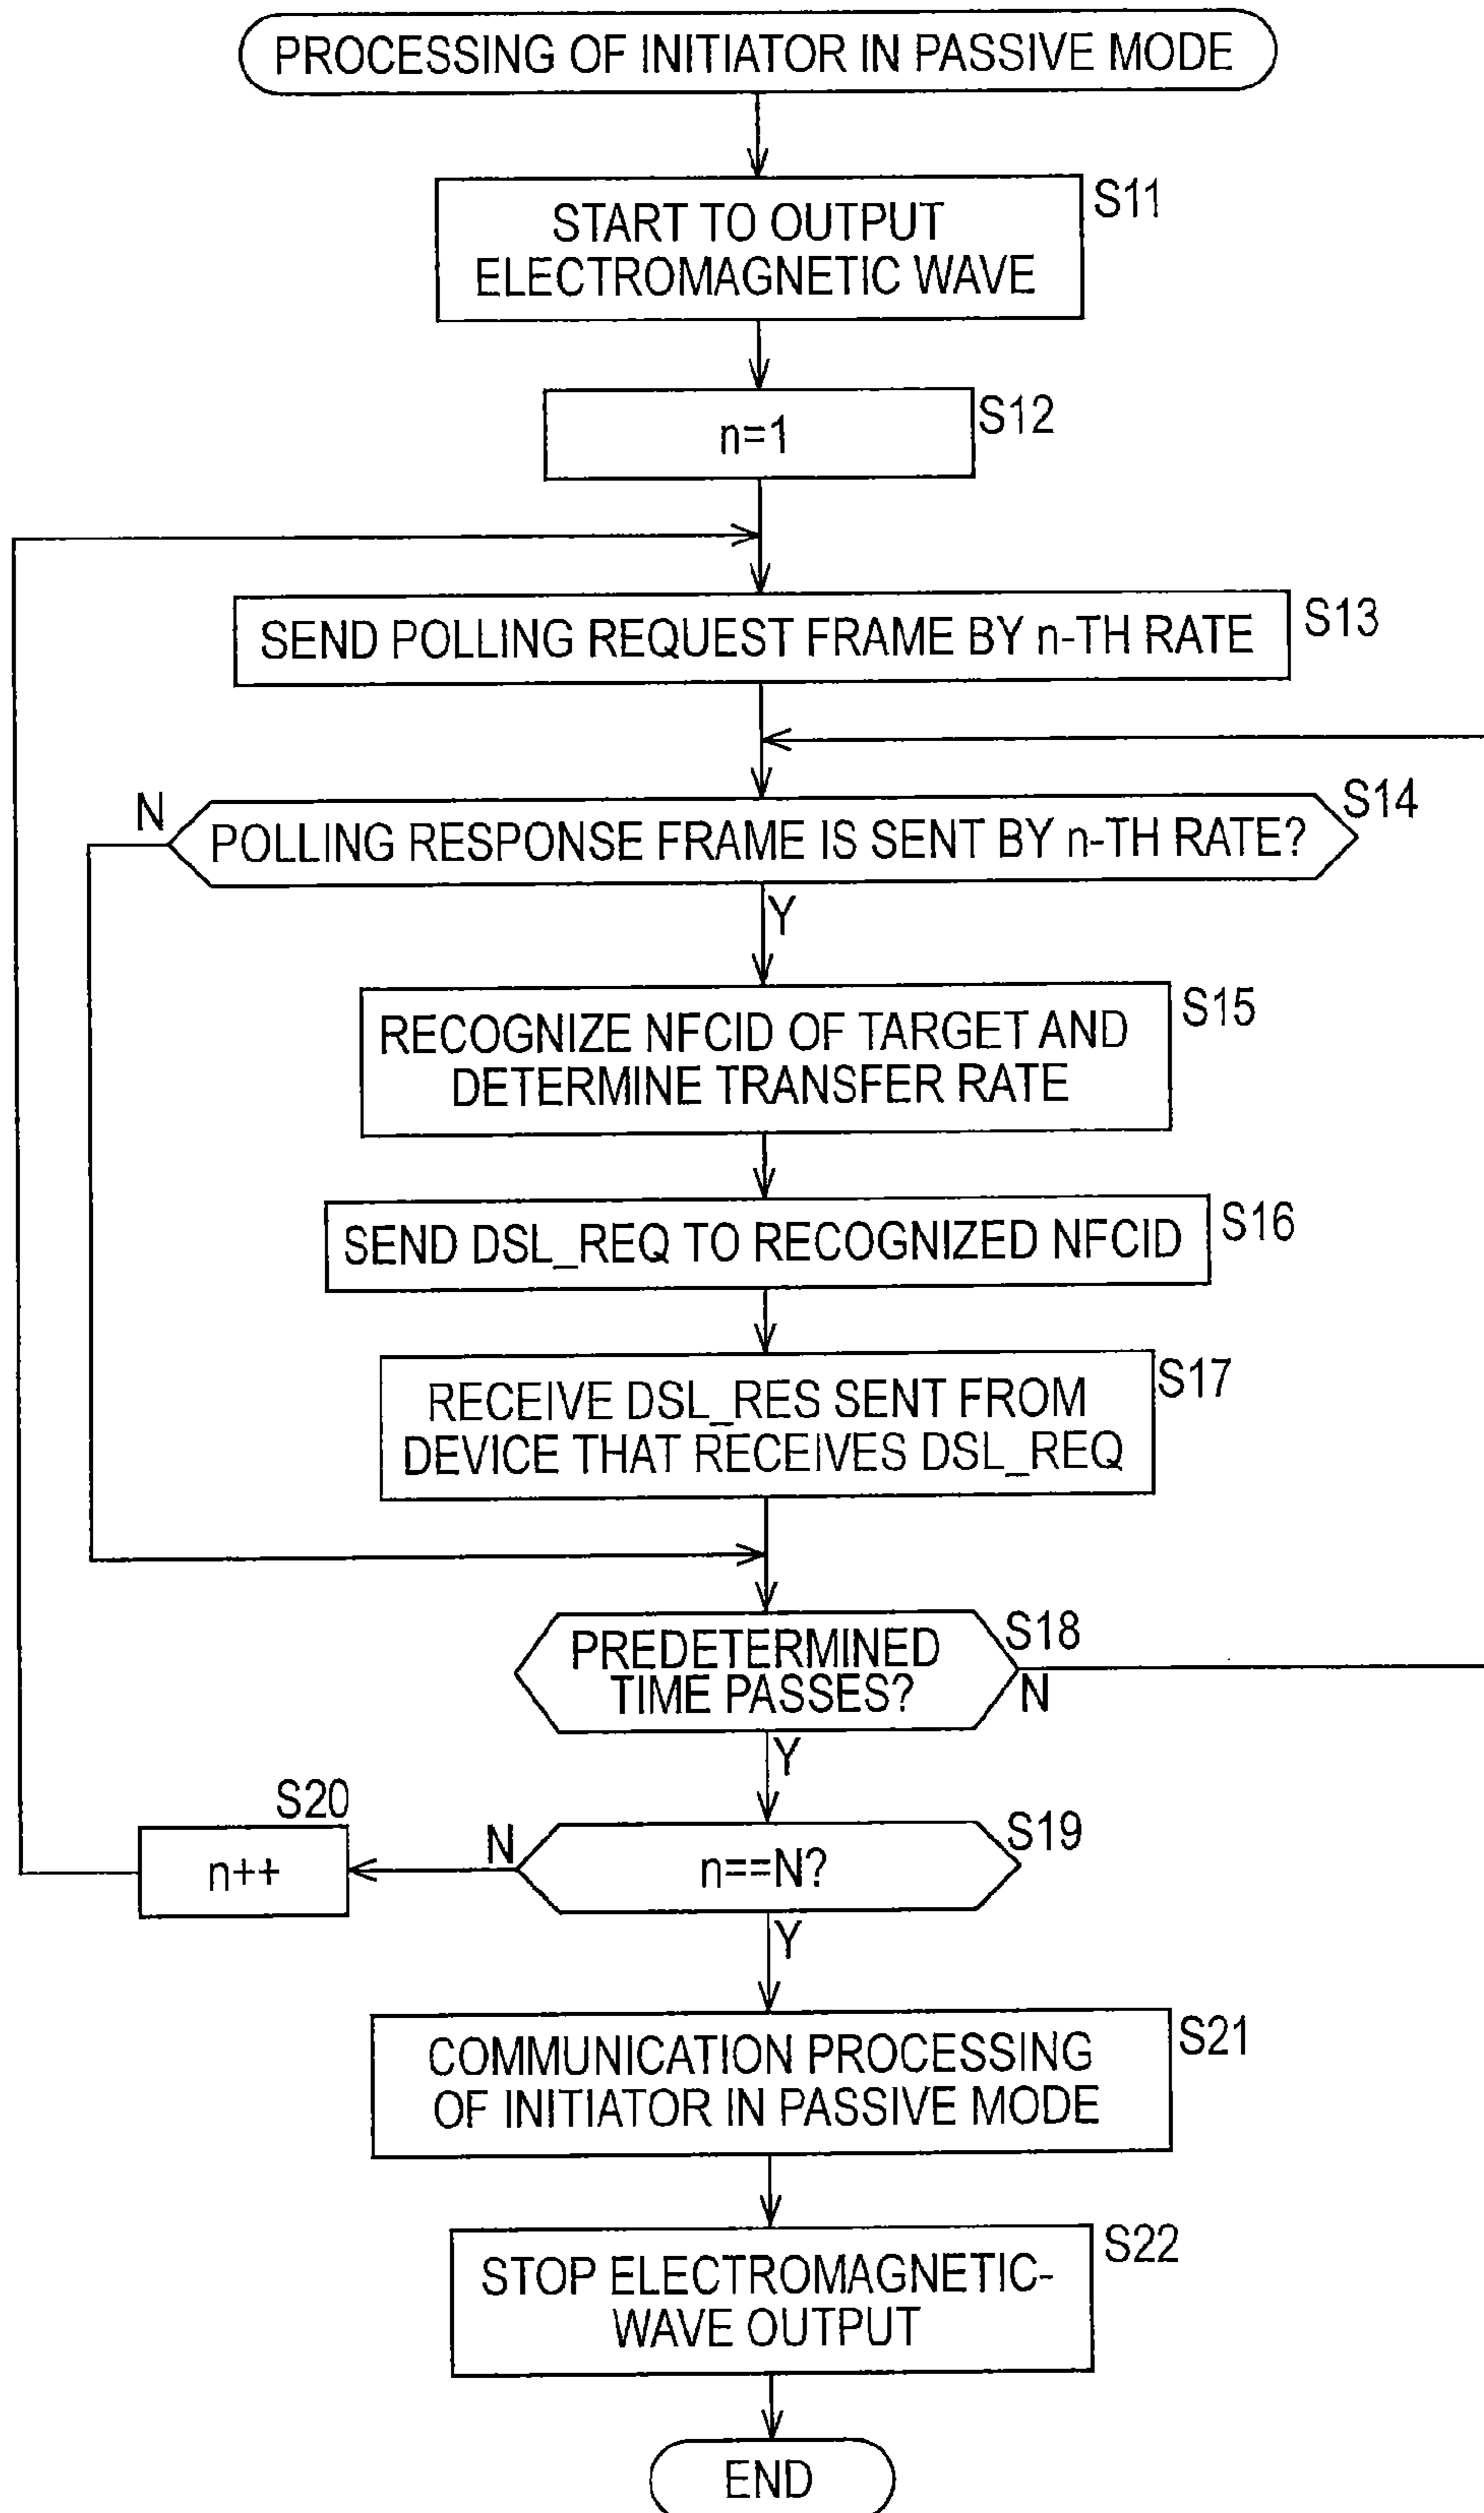 PROCESSING OF INITIATOR IN PASSIVE MODE
S11
START TO OUTPUT
ELECTROMAGNETIC WAVE
S12
n=1
S13
SEND POLLING REQUEST FRAME BY n-TH RATE
S14
N
POLLING RESPONSE FRAME IS SENT BY n-TH RATE?
Y
S15
RECOGNIZE NFCID OF TARGET AND
DETERMINE TRANSFER RATE
S16
SEND DSL_REQ TO RECOGNIZED NFCID
S17
RECEIVE DSL_RES SENT FROM
DEVICE THAT RECEIVES DSL_REQ
S18
PREDETERMINED
TIME PASSES?
N
Y
S20
S19
N
n++
n==N?
Y
S21
COMMUNICATION PROCESSING
OF INITIATOR IN PASSIVE MODE
S22
STOP ELECTROMAGNETIC-
WAVE OUTPUT
END